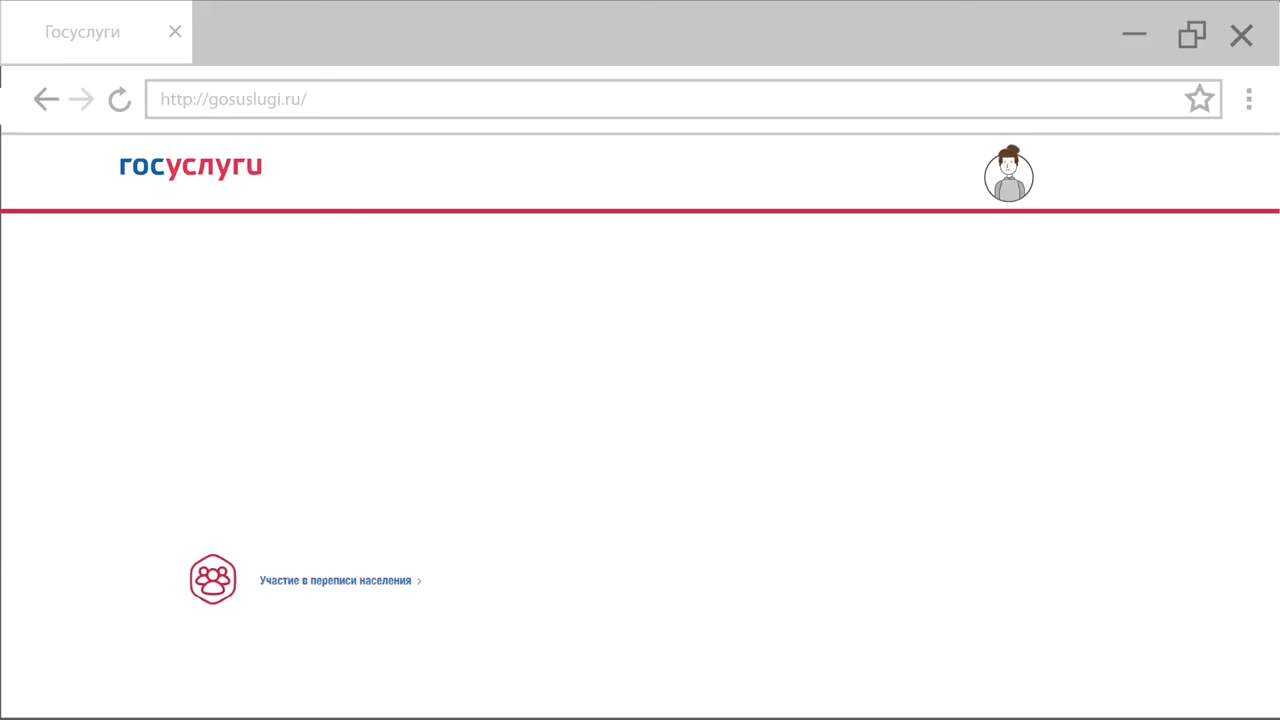 Госуслуги
http://gosuslugi.ru/
госуслуги
Участие в переписи населения